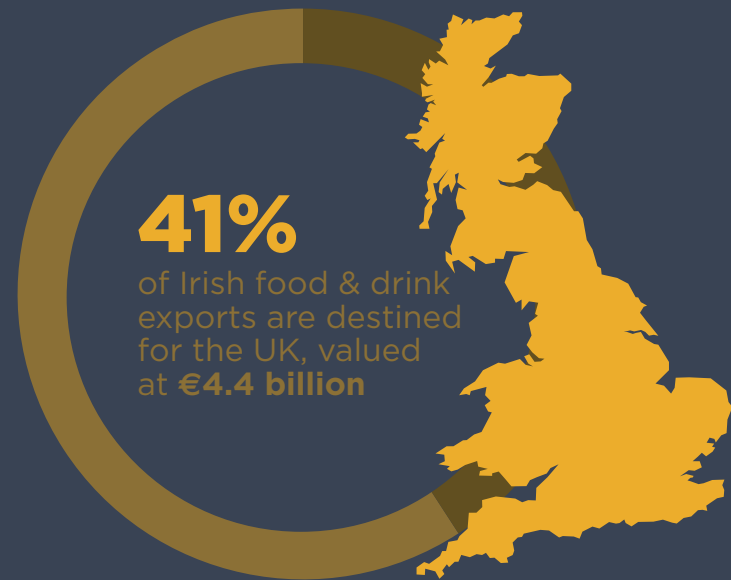 41%
of Irish food & drink
exports are destined
for the UK, valued
at €4.4 billion